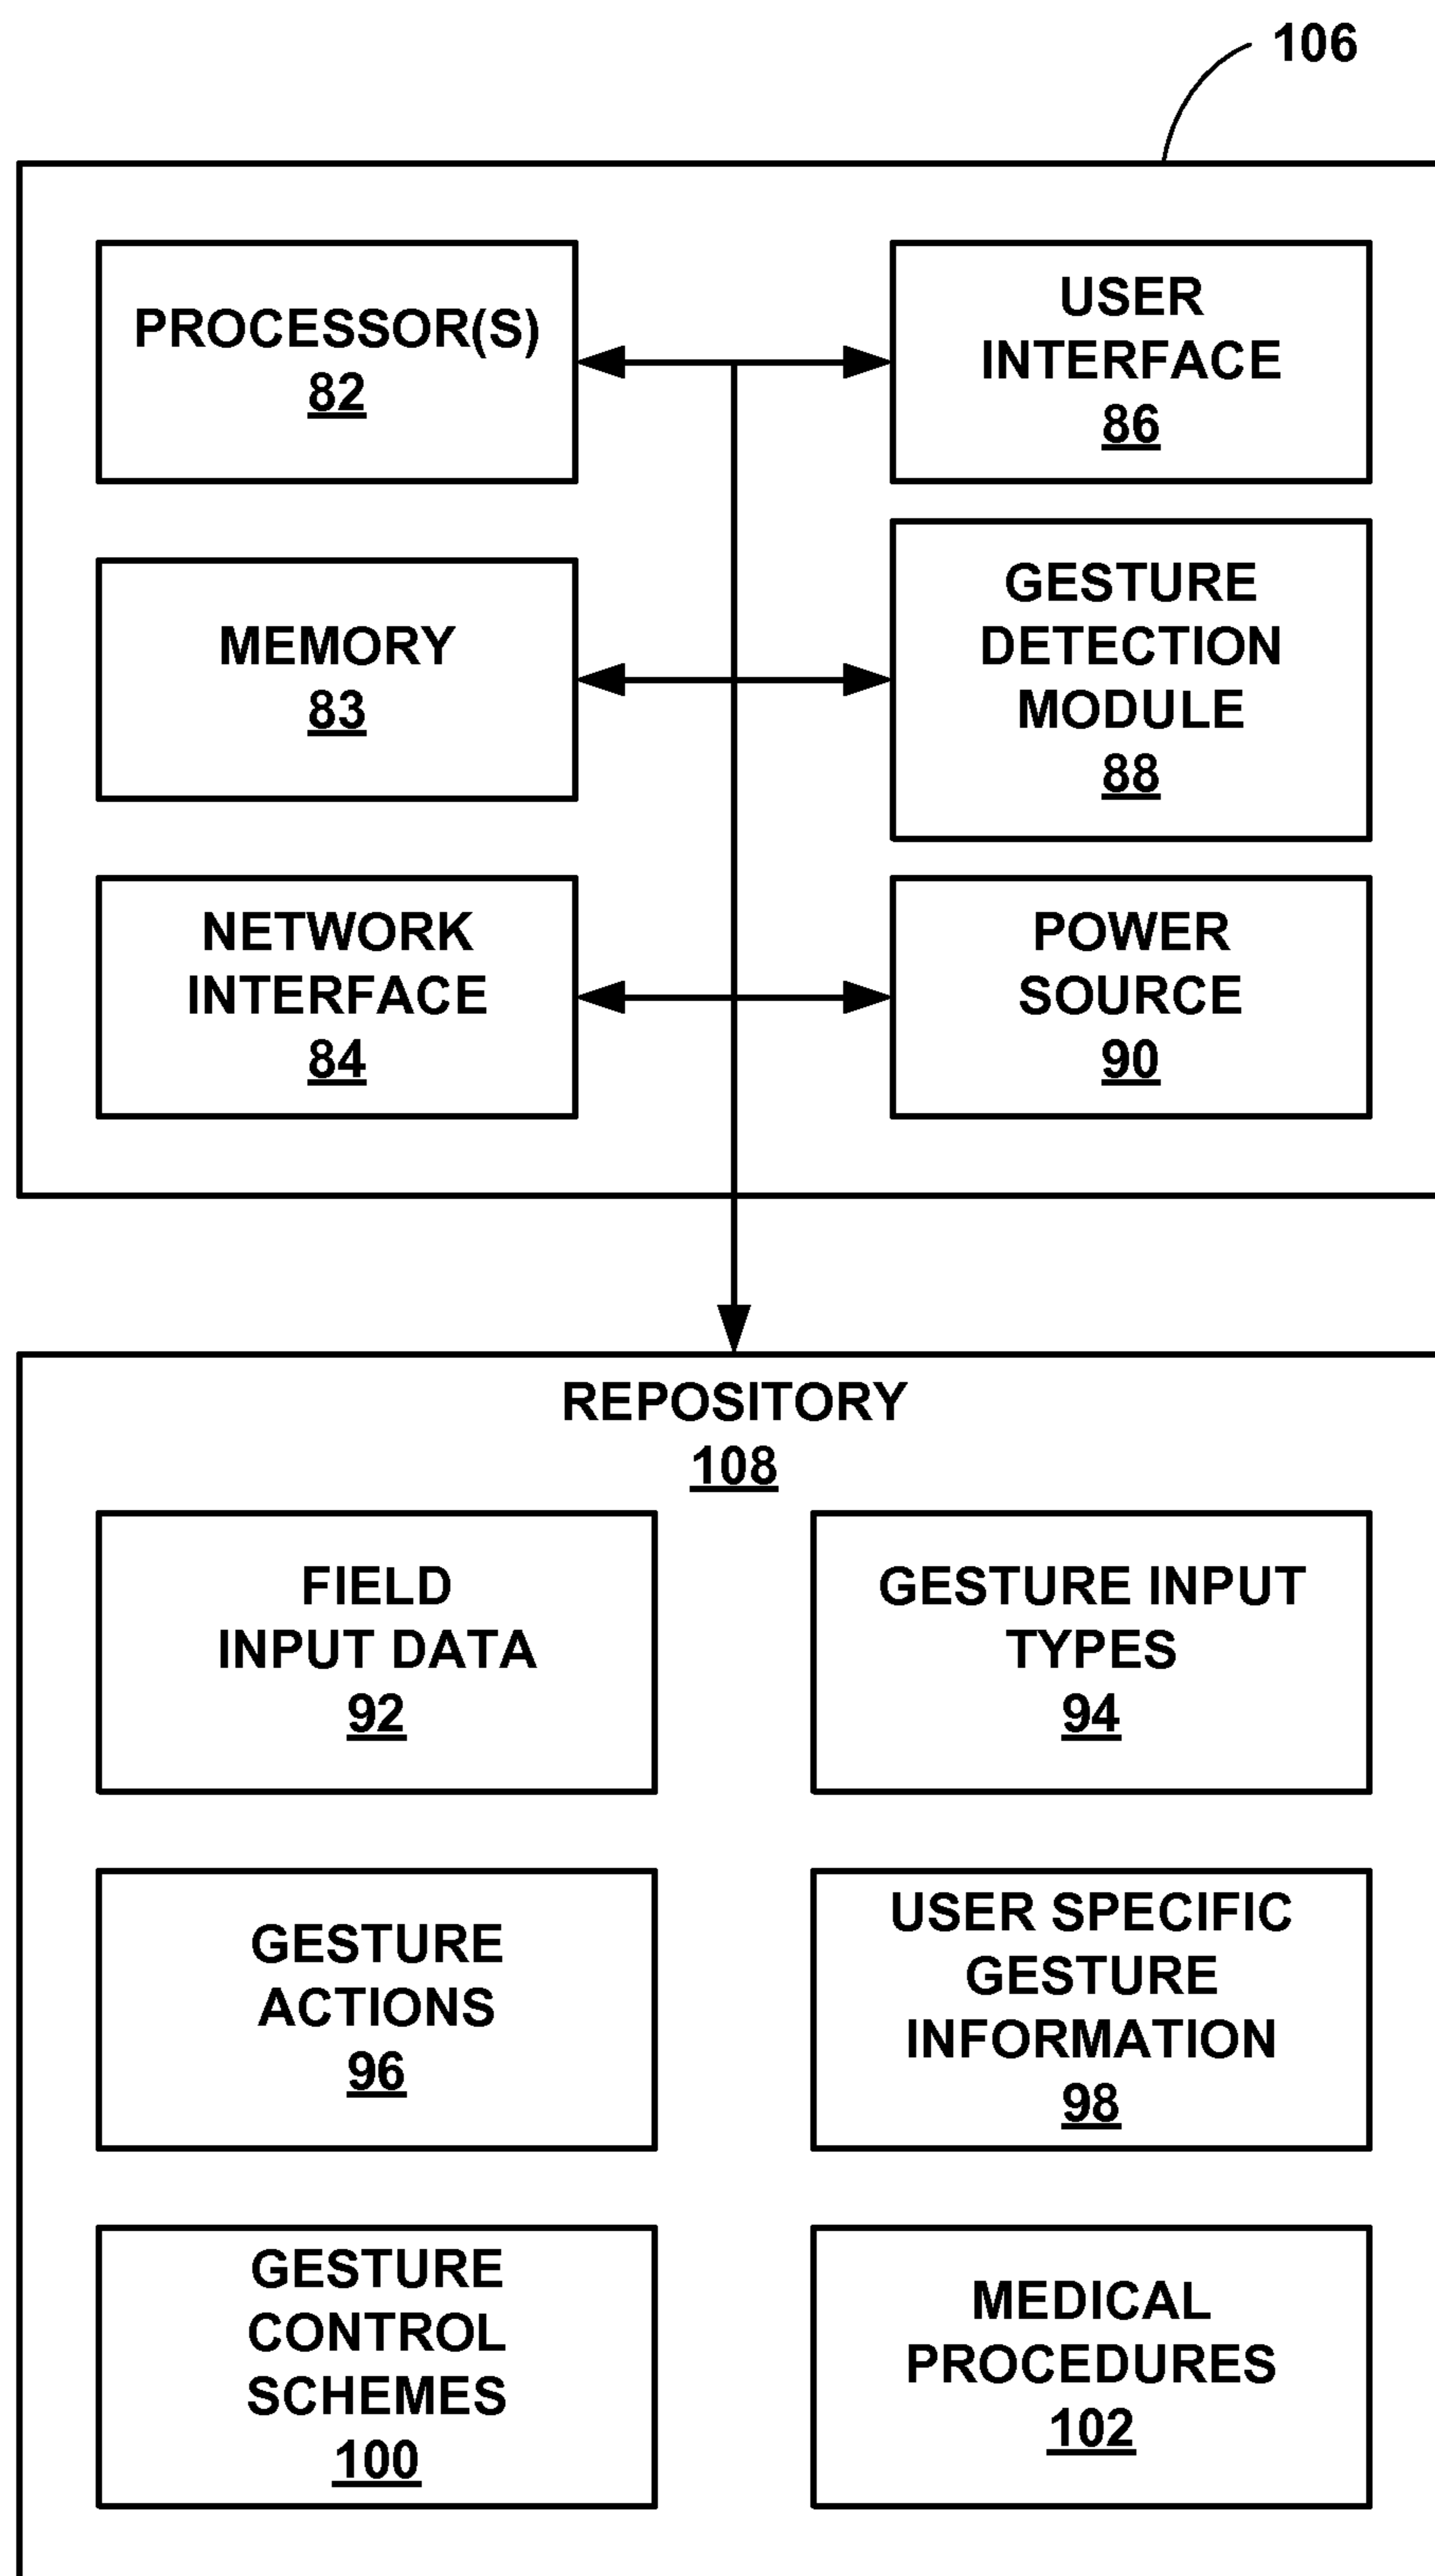 106
PROCESSOR(S)
82
USER
INTERFACE
86
MEMORY
83
GESTURE
DETECTION
MODULE
88
NETWORK
INTERFACE
84
POWER
SOURCE
90
REPOSITORY
108
FIELD
INPUT DATA
92
GESTURE INPUT
TYPES
94
GESTURE
ACTIONS
96
USER SPECIFIC
GESTURE
INFORMATION
98
GESTURE
CONTROL
SCHEMES
100
MEDICAL
PROCEDURES
102